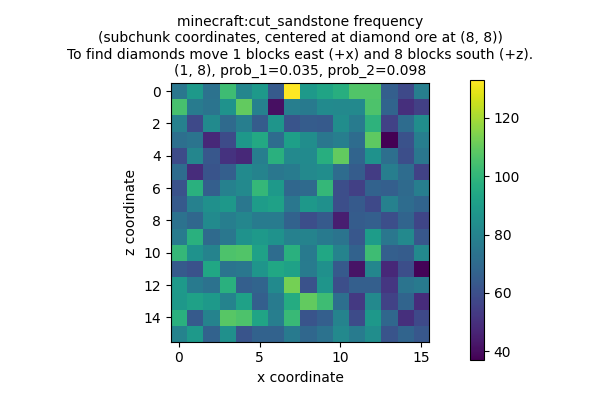 minecraft:cut_sandstone frequency
(subchunk coordinates, centered at diamond ore at (8, 8))
To find diamonds move 1 blocks east (+x) and 8 blocks south (+z).
(1, 8), prob_1=0.035, prob_2=0.098
0
2
4
6
8
10
12
14
z coordinate
0
5
10
15
x coordinate
120
100
80
60
40